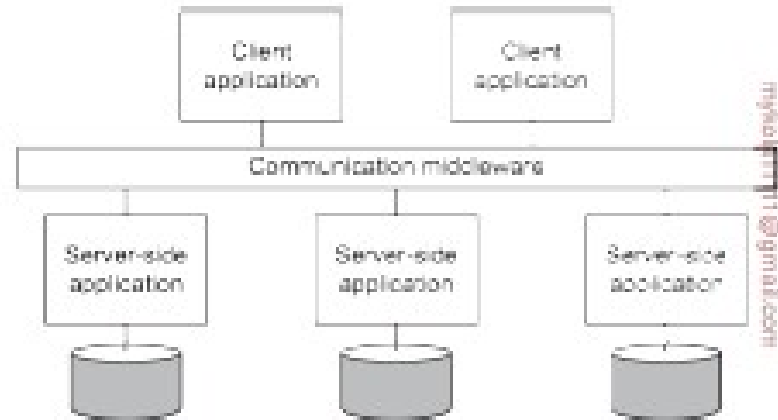 Client
application
Client
application
Communication middleware
Server-side
application
Server-side
application
Server-side
application